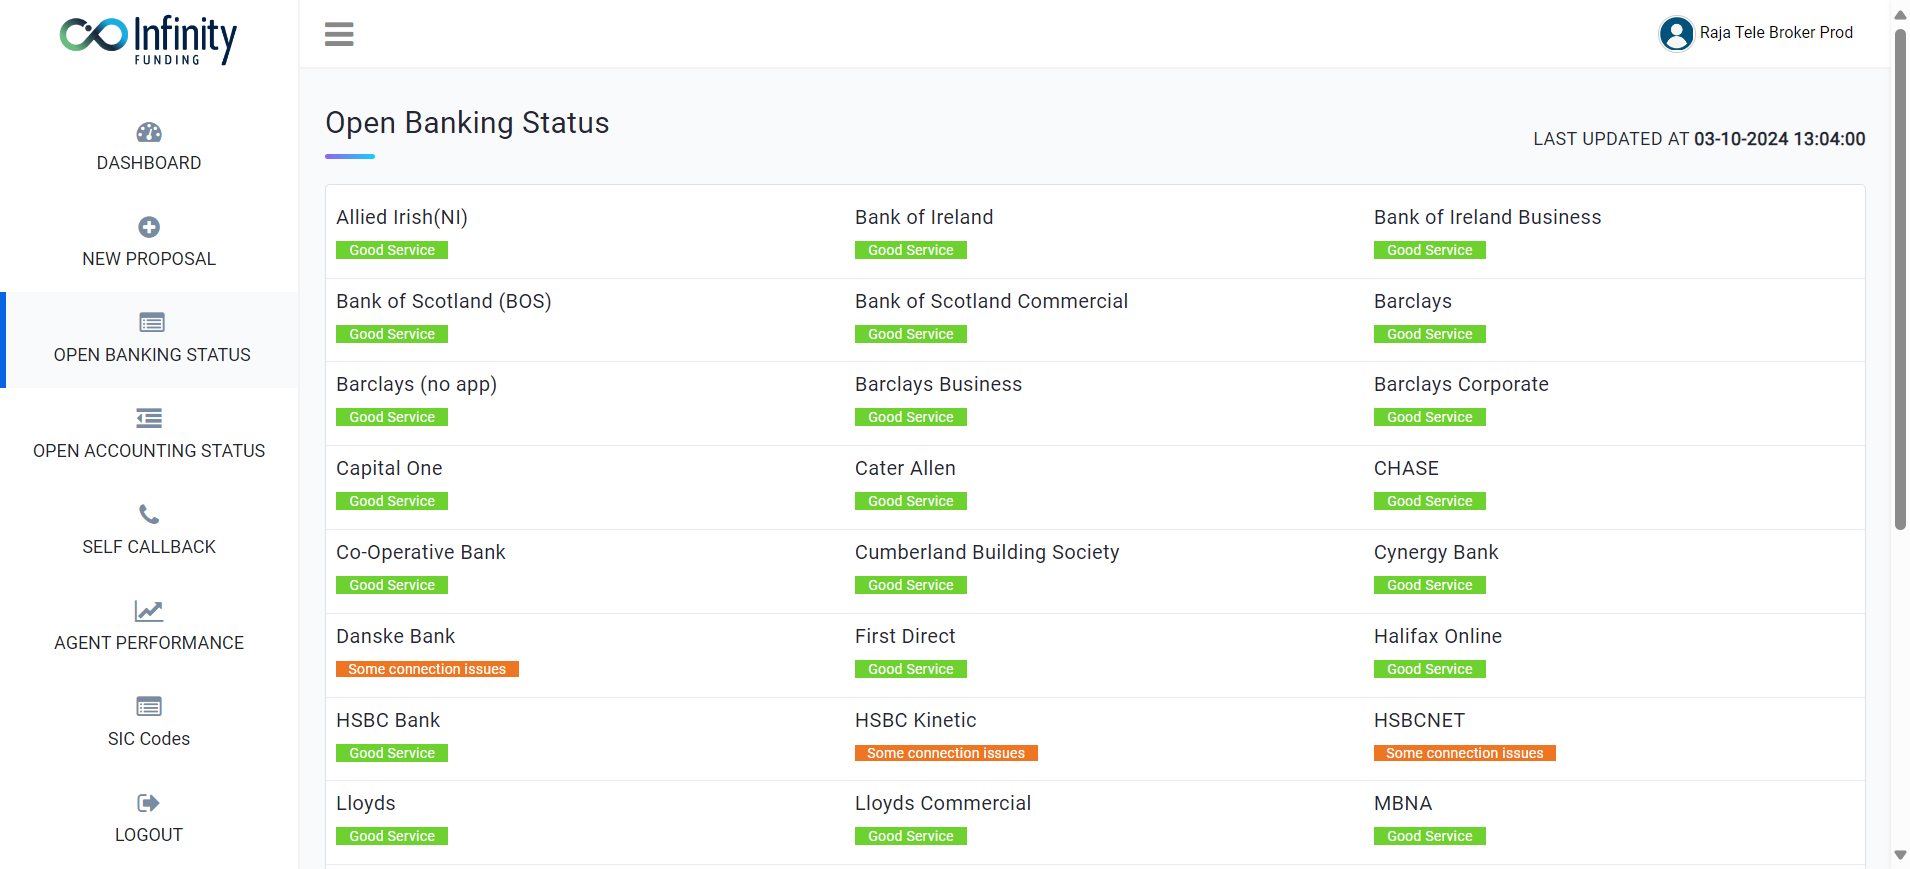 Infinity
FUNDING
Raja Tele Broker Prod
DASHBOARD
NEW PROPOSAL
OPEN BANKING STATUS
OPEN ACCOUNTING STATUS
SELF CALLBACK
AGENT PERFORMANCE
SIC Codes
LOGOUT
Open Banking Status
LAST UPDATED AT 03-10-2024 13:04:00
Allied Irish(NI) Bank of Ireland Bank of Ireland Business
Good Service Good Service Good Service
Bank of Scotland (BOS) Bank of Scotland Commercial Barclays
Good Service Good Service Good Service
Barclays (no app) Barclays Business Barclays Corporate
Good Service Good Service Good Service
Capital One Cater Allen CHASE
Good Service Good Service Good Service
Co-Operative Bank Cumberland Building Society Cynergy Bank
Good Service Good Service Good Service
Danske Bank First Direct Halifax Online
Some connection issues Good Service Good Service
HSBC Bank HSBC Kinetic HSBCNET
Good Service Some connection issues Some connection issues
Lloyds Lloyds Commercial MBNA
Good Service Good Service Good Service